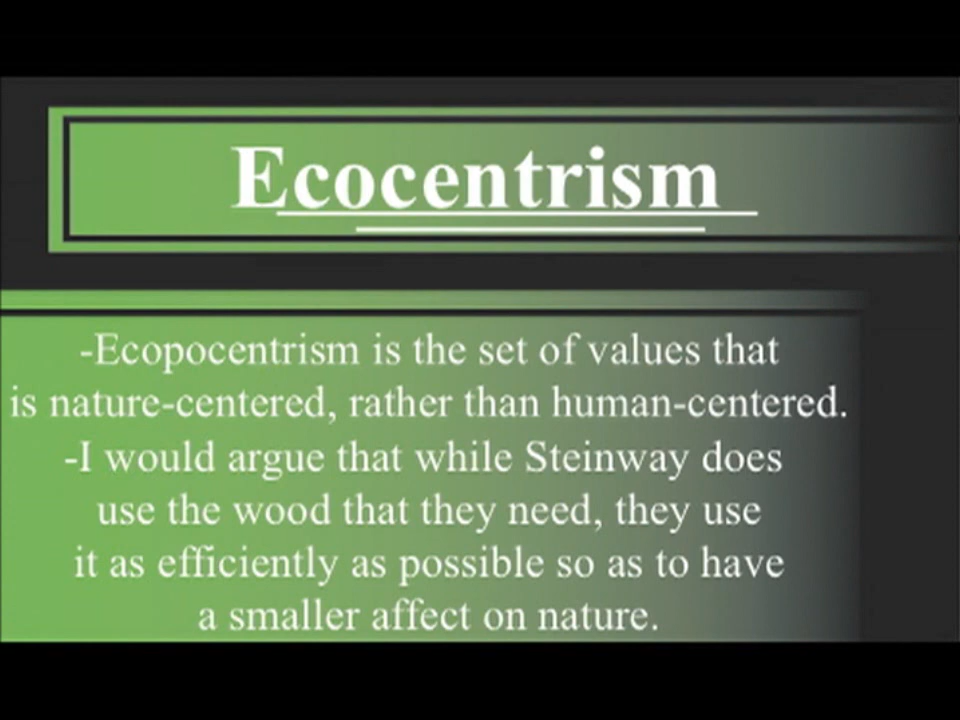 Ecocentrism
-Ecopocentrism is the set of values that
is nature-centered, rather than human-centered.
-I would argue that while Steinway does
use the wood that they need, they use
it as efficiently as possible so as to have
a smaller affect on nature.